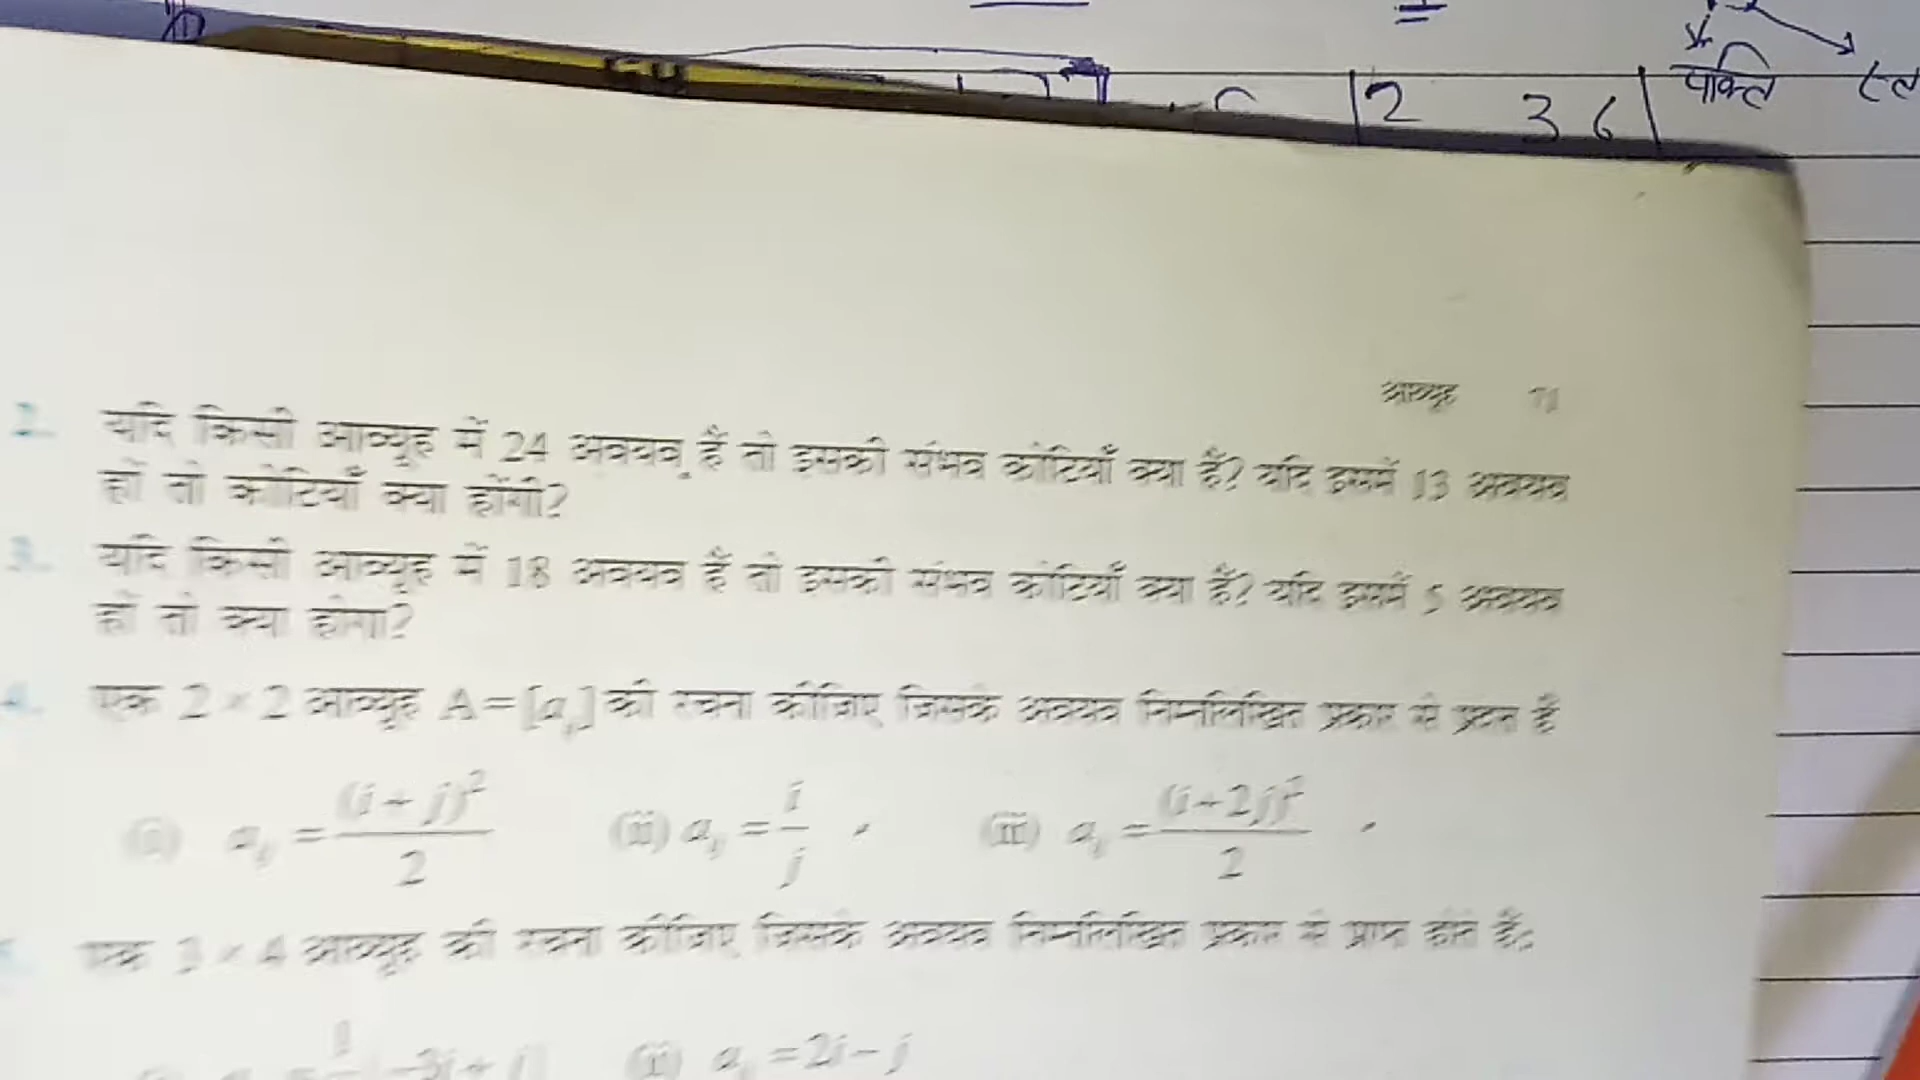 2 3 6
पंक्ति
आव्यूह 71
2. यदि किसी आव्यूह में 24 अवयव हैं तो इसकी संभव कोटियाँ क्या हैं? यदि इसमें 13 अवयव
हों तो कोटियाँ क्या होंगी?
3. यदि किसी आव्यूह में 18 अवयव हैं तो इसकी संभव कोटियाँ क्या हैं? यदि इसमें 5 अवयव
हों तो क्या होगा?
4. एक 2 × 2 आव्यूह A = [aᵢⱼ] की रचना कीजिए जिसके अवयव निम्नलिखित प्रकार से प्रदत्त हैं
(i) aᵢⱼ = (i + j)²/2 (ii) aᵢⱼ = i/j (iii) aᵢⱼ = (i + 2j)²/2
5. एक 3 × 4 आव्यूह की रचना कीजिए जिसके अवयव निम्नलिखित प्रकार से प्राप्त होते हैं:
-3i + j (ii) aᵢⱼ = 2i - j